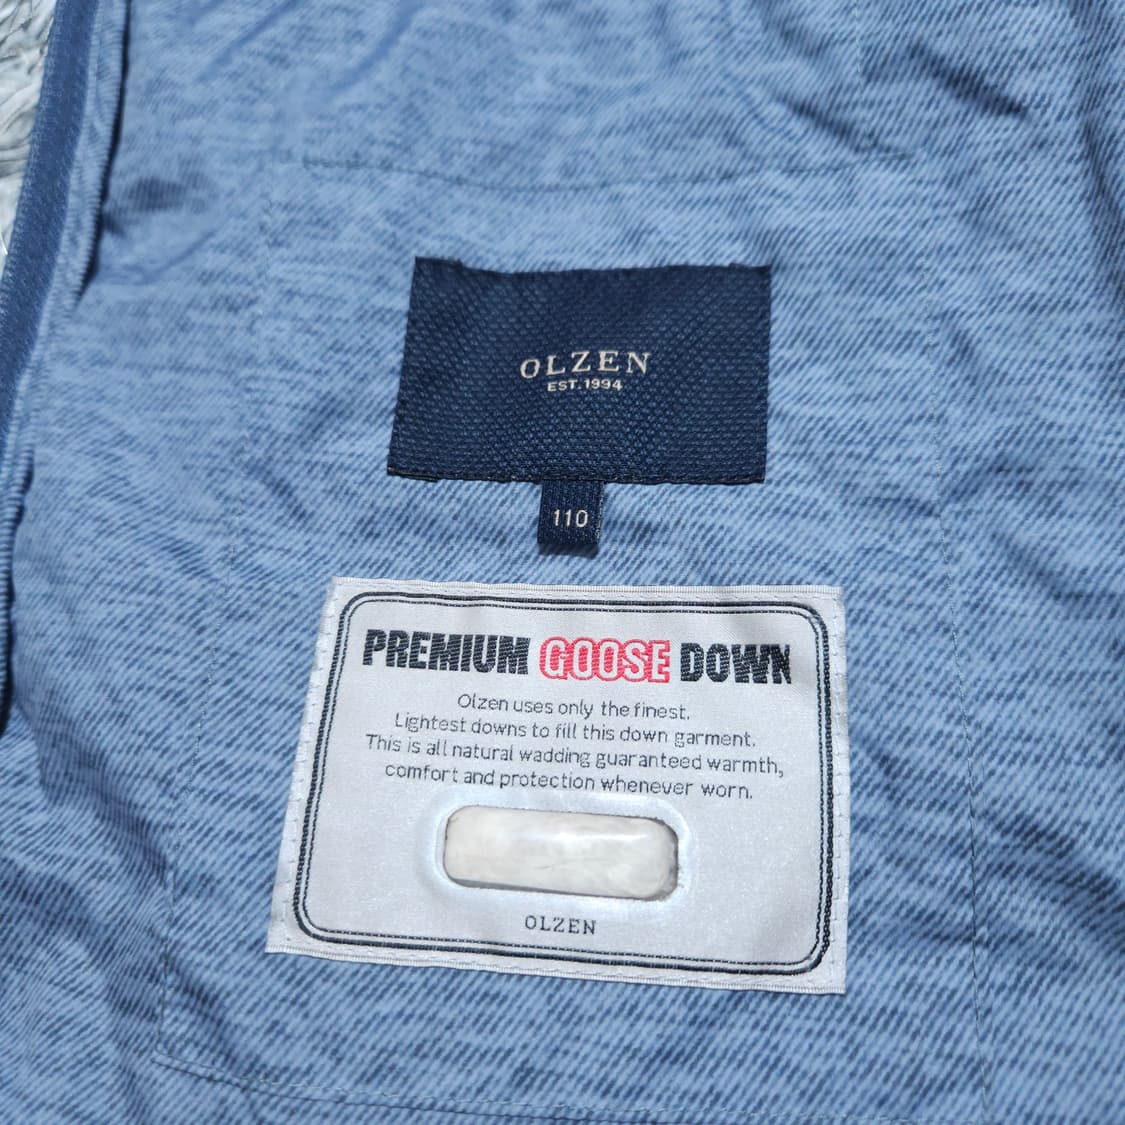 OLZEN
EST.1994
110
PREMIUM GOOSE DOWN
Olzen uses only the finest.
Lightest downs to fill this down garment.
This is all natural wadding guaranteed warmth,
comfort and protection whenever worn.
OLZEN